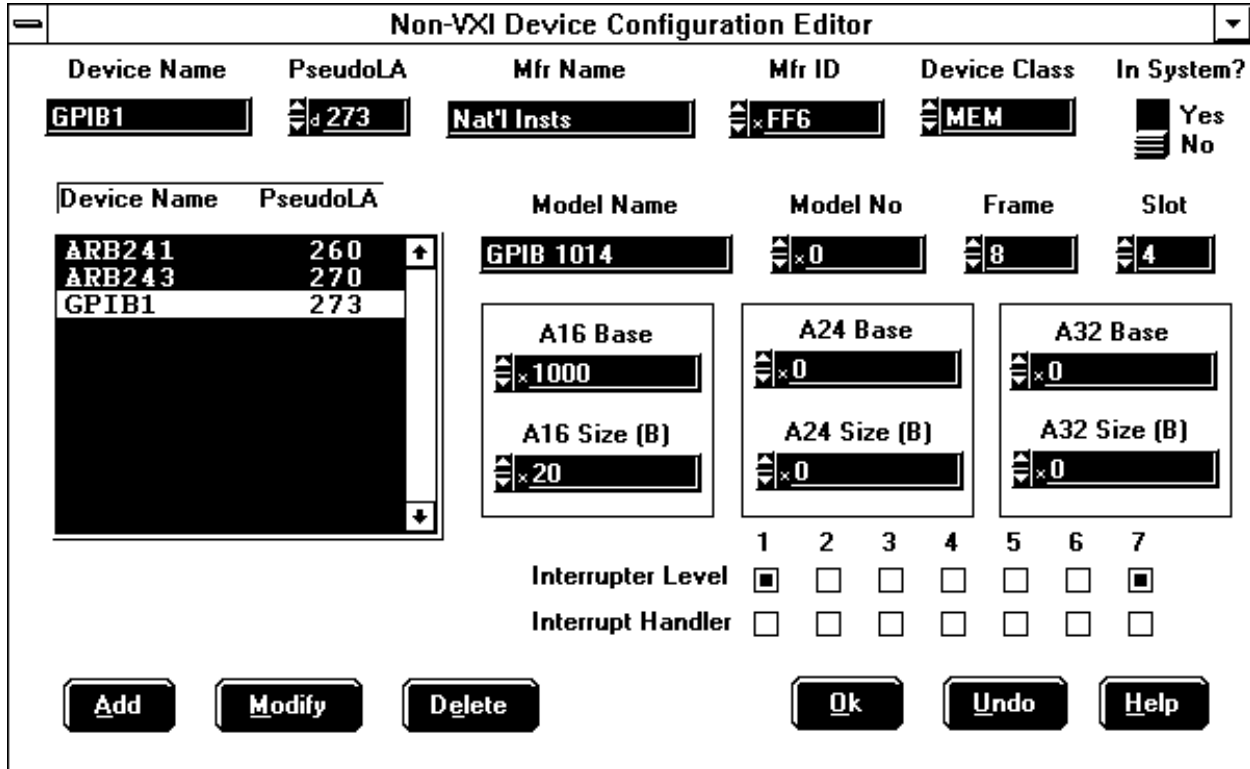 Non-VXI Device Configuration Editor
Device Name PseudoLA Mfr Name Mfr ID Device Class In System?
GPIB1 d 273 Nat'l Insts x FF6 MEM Yes
No
Device Name PseudoLA Model Name Model No Frame Slot
ARB241 260 GPIB 1014 x 0 8 4
ARB243 270
GPIB1 273
A16 Base A24 Base A32 Base
x 1000 x 0 x 0
A16 Size (B) A24 Size (B) A32 Size (B)
x 20 x 0 x 0
1 2 3 4 5 6 7
Interrupter Level
Interrupt Handler
Add Modify Delete Ok Undo Help